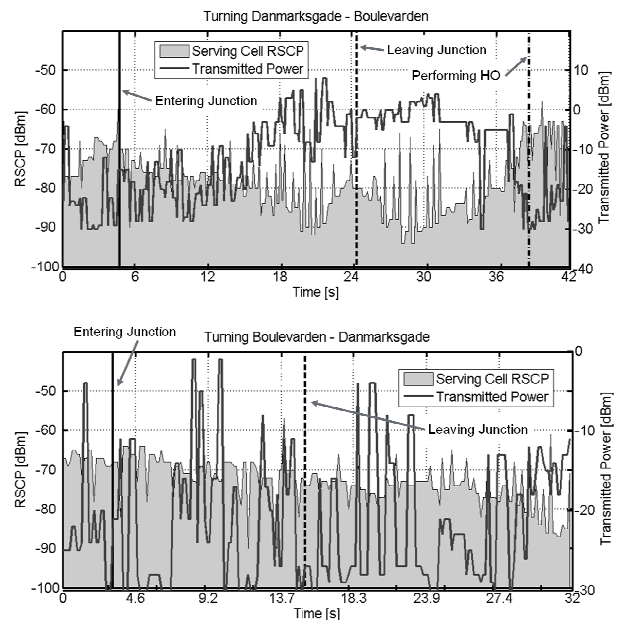 Turning Danmarksgade - Boulevarden
Serving Cell RSCP
Transmitted Power
Leaving Junction
Performing HO
Entering Junction
RSCP [dBm]
-50
-60
-70
-80
-90
-100
Transmitted Power [dBm]
20
10
0
-10
-20
-30
-40
0 6 12 18 24 30 36 42
Time [s]
Entering Junction
Turning Boulevarden - Danmarksgade
Serving Cell RSCP
Transmitted Power
Leaving Junction
RSCP [dBm]
-50
-60
-70
-80
-90
-100
Transmitted Power [dBm]
0
-10
-20
-30
0 4.6 9.2 13.7 18.3 23.9 27.4 32
Time [s]